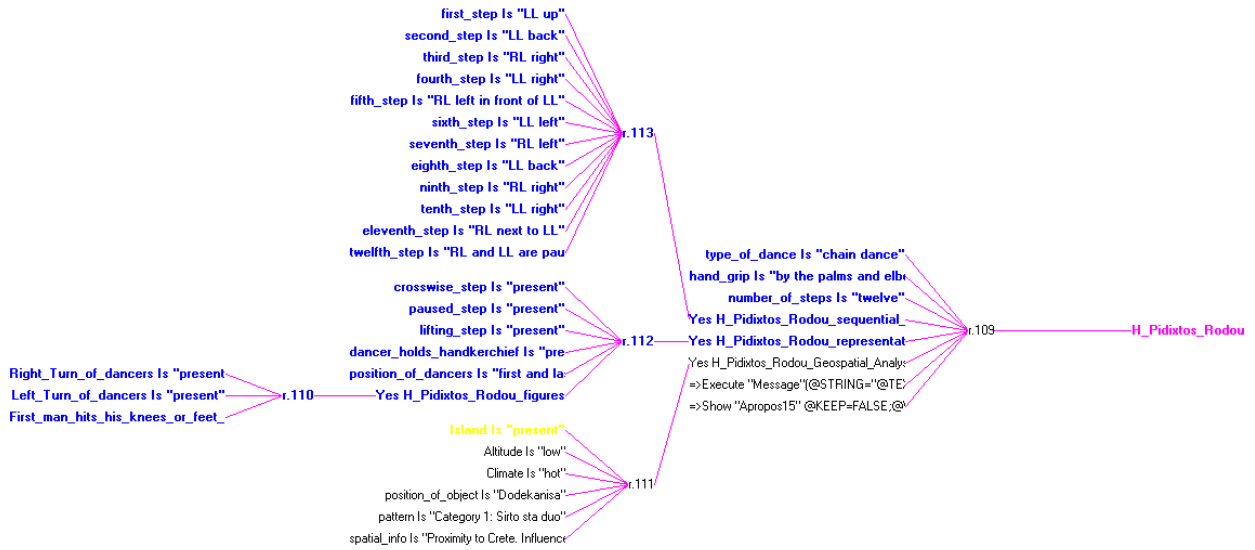 first_step Is "LL up"
second_step Is "LL back"
third_step Is "RL right"
fourth_step Is "LL right"
fifth_step Is "RL left in front of LL"
sixth_step Is "LL left"
seventh_step Is "RL left"
eighth_step Is "LL back"
ninth_step Is "RL right"
tenth_step Is "LL right"
eleventh_step Is "RL next to LL"
twelfth_step Is "RL and LL are pau
r.113
crosswise_step Is "present"
paused_step Is "present"
lifting_step Is "present"
dancer_holds_handkerchief Is "pre
position_of_dancers Is "first and la
Yes H_Pidixtos_Rodou_figures
r.112
Right_Turn_of_dancers Is "present
Left_Turn_of_dancers Is "present"
First_man_hits_his_knees_or_feet_
r.110
Island Is "present"
Altitude Is "low"
Climate Is "hot"
position_of_object Is "Dodekanisa"
pattern Is "Category 1: Sirto sta duo"
spatial_info Is "Proximity to Crete. Influence
r.111
type_of_dance Is "chain dance"
hand_grip Is "by the palms and elb
number_of_steps Is "twelve"
Yes H_Pidixtos_Rodou_sequential_
Yes H_Pidixtos_Rodou_representat
Yes H_Pidixtos_Rodou_Geospatial_Analy
=>Execute "Message"(@STRING="@TE
=>Show "Apropos15" @KEEP=FALSE;@
r.109
H_Pidixtos_Rodou